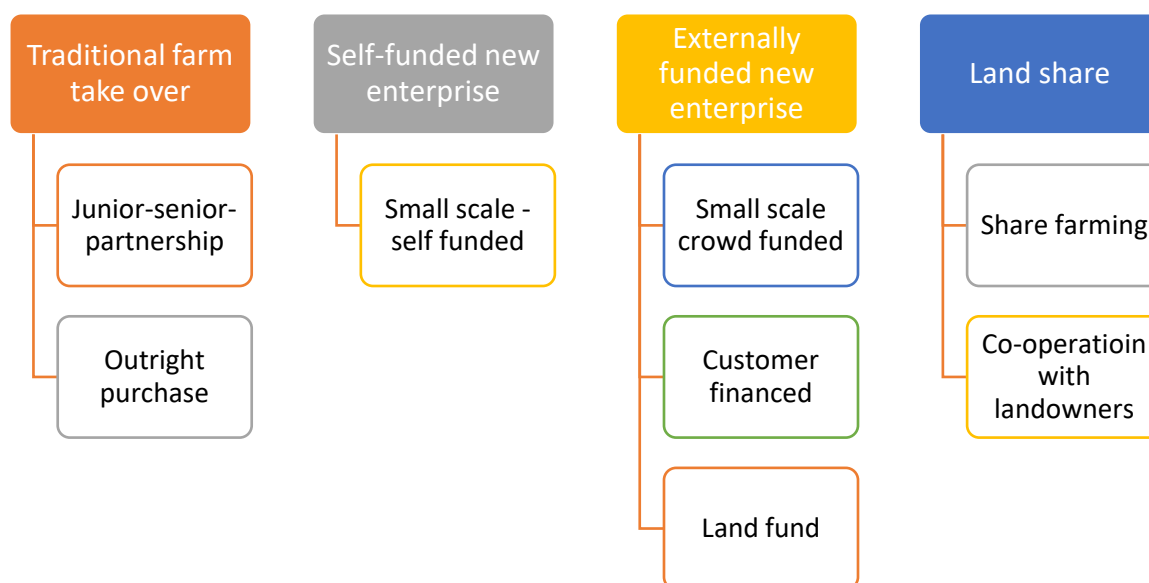 Traditional farm
take over
Junior-senior-
partnership
Outright
purchase
Self-funded new
enterprise
Small scale -
self funded
Externally
funded new
enterprise
Small scale
crowd funded
Customer
financed
Land fund
Land share
Share farming
Co-operatioin
with
landowners